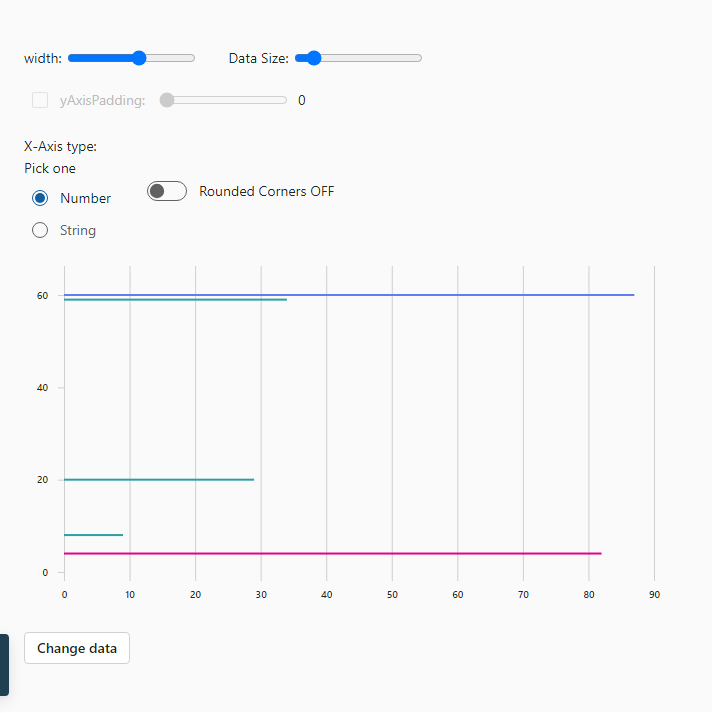 width: Data Size:
yAxisPadding: 0
X-Axis type:
Pick one
Number Rounded Corners OFF
String
60
40
20
0
0 10 20 30 40 50 60 70 80 90
Change data